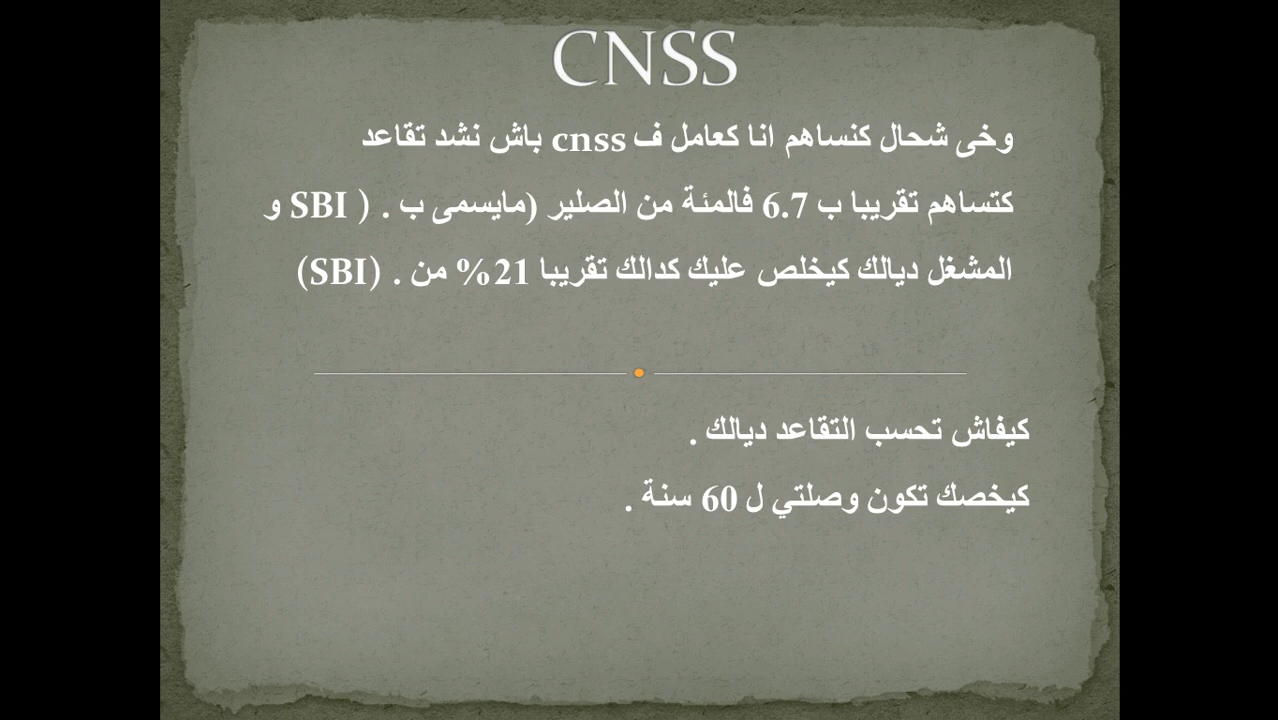 CNSS
وخى شحال كنساهم انا كعامل ف cnss باش نشد تقاعد
كتساهم تقريبا ب 6.7 فالمئة من الصلير (مايسمى ب . ( SBI و
المشغل ديالك كيخلص عليك كدالك تقريبا 21% من . (SBI)
كيفاش تحسب التقاعد ديالك .
كيخصك تكون وصلتي ل 60 سنة .